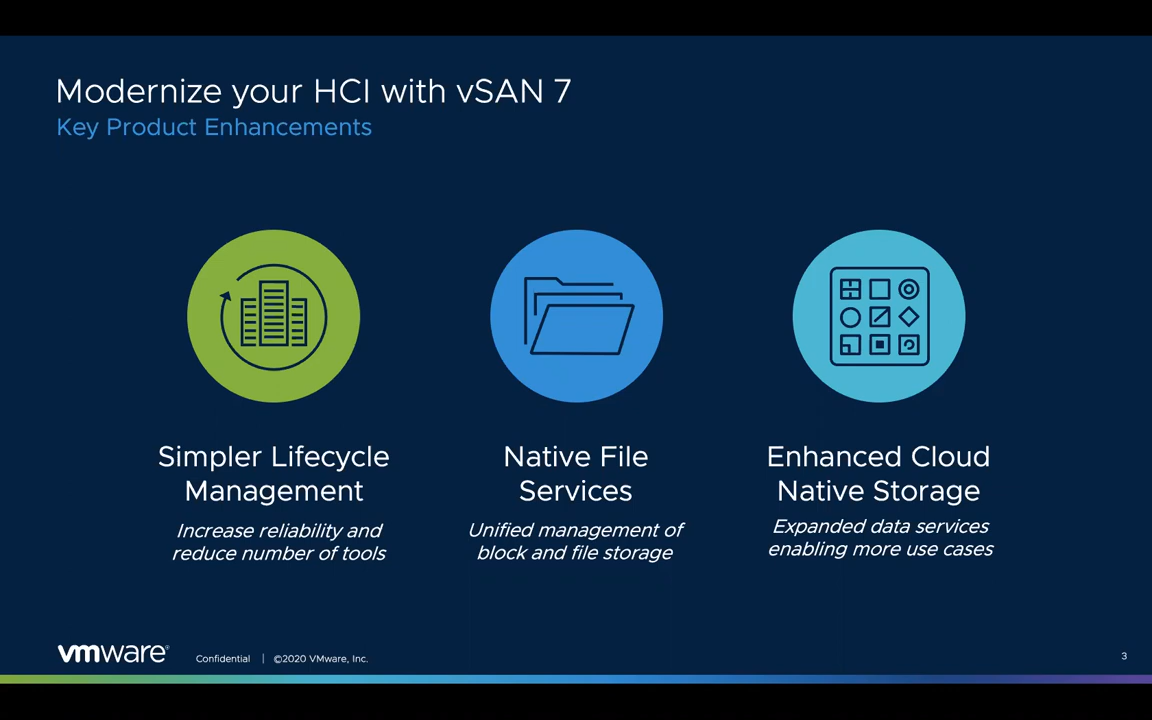 Modernize your HCI with vSAN 7
Key Product Enhancements
Simpler Lifecycle
Management
Increase reliability and
reduce number of tools
Native File
Services
Unified management of
block and file storage
Enhanced Cloud
Native Storage
Expanded data services
enabling more use cases
vmware®
Confidential | ©2020 VMware, Inc.
3